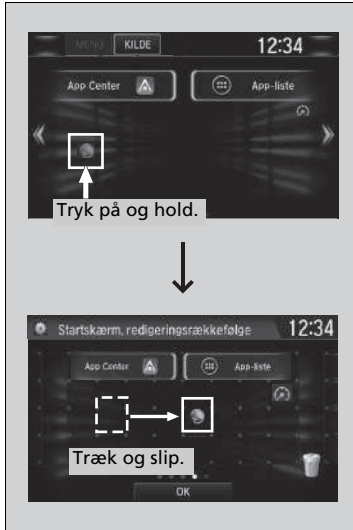 MENU KILDE 12:34
App Center App-liste
Tryk på og hold.
Startskærm, redigeringsrækkefølge 12:34
App Center App-liste
Træk og slip.
OK